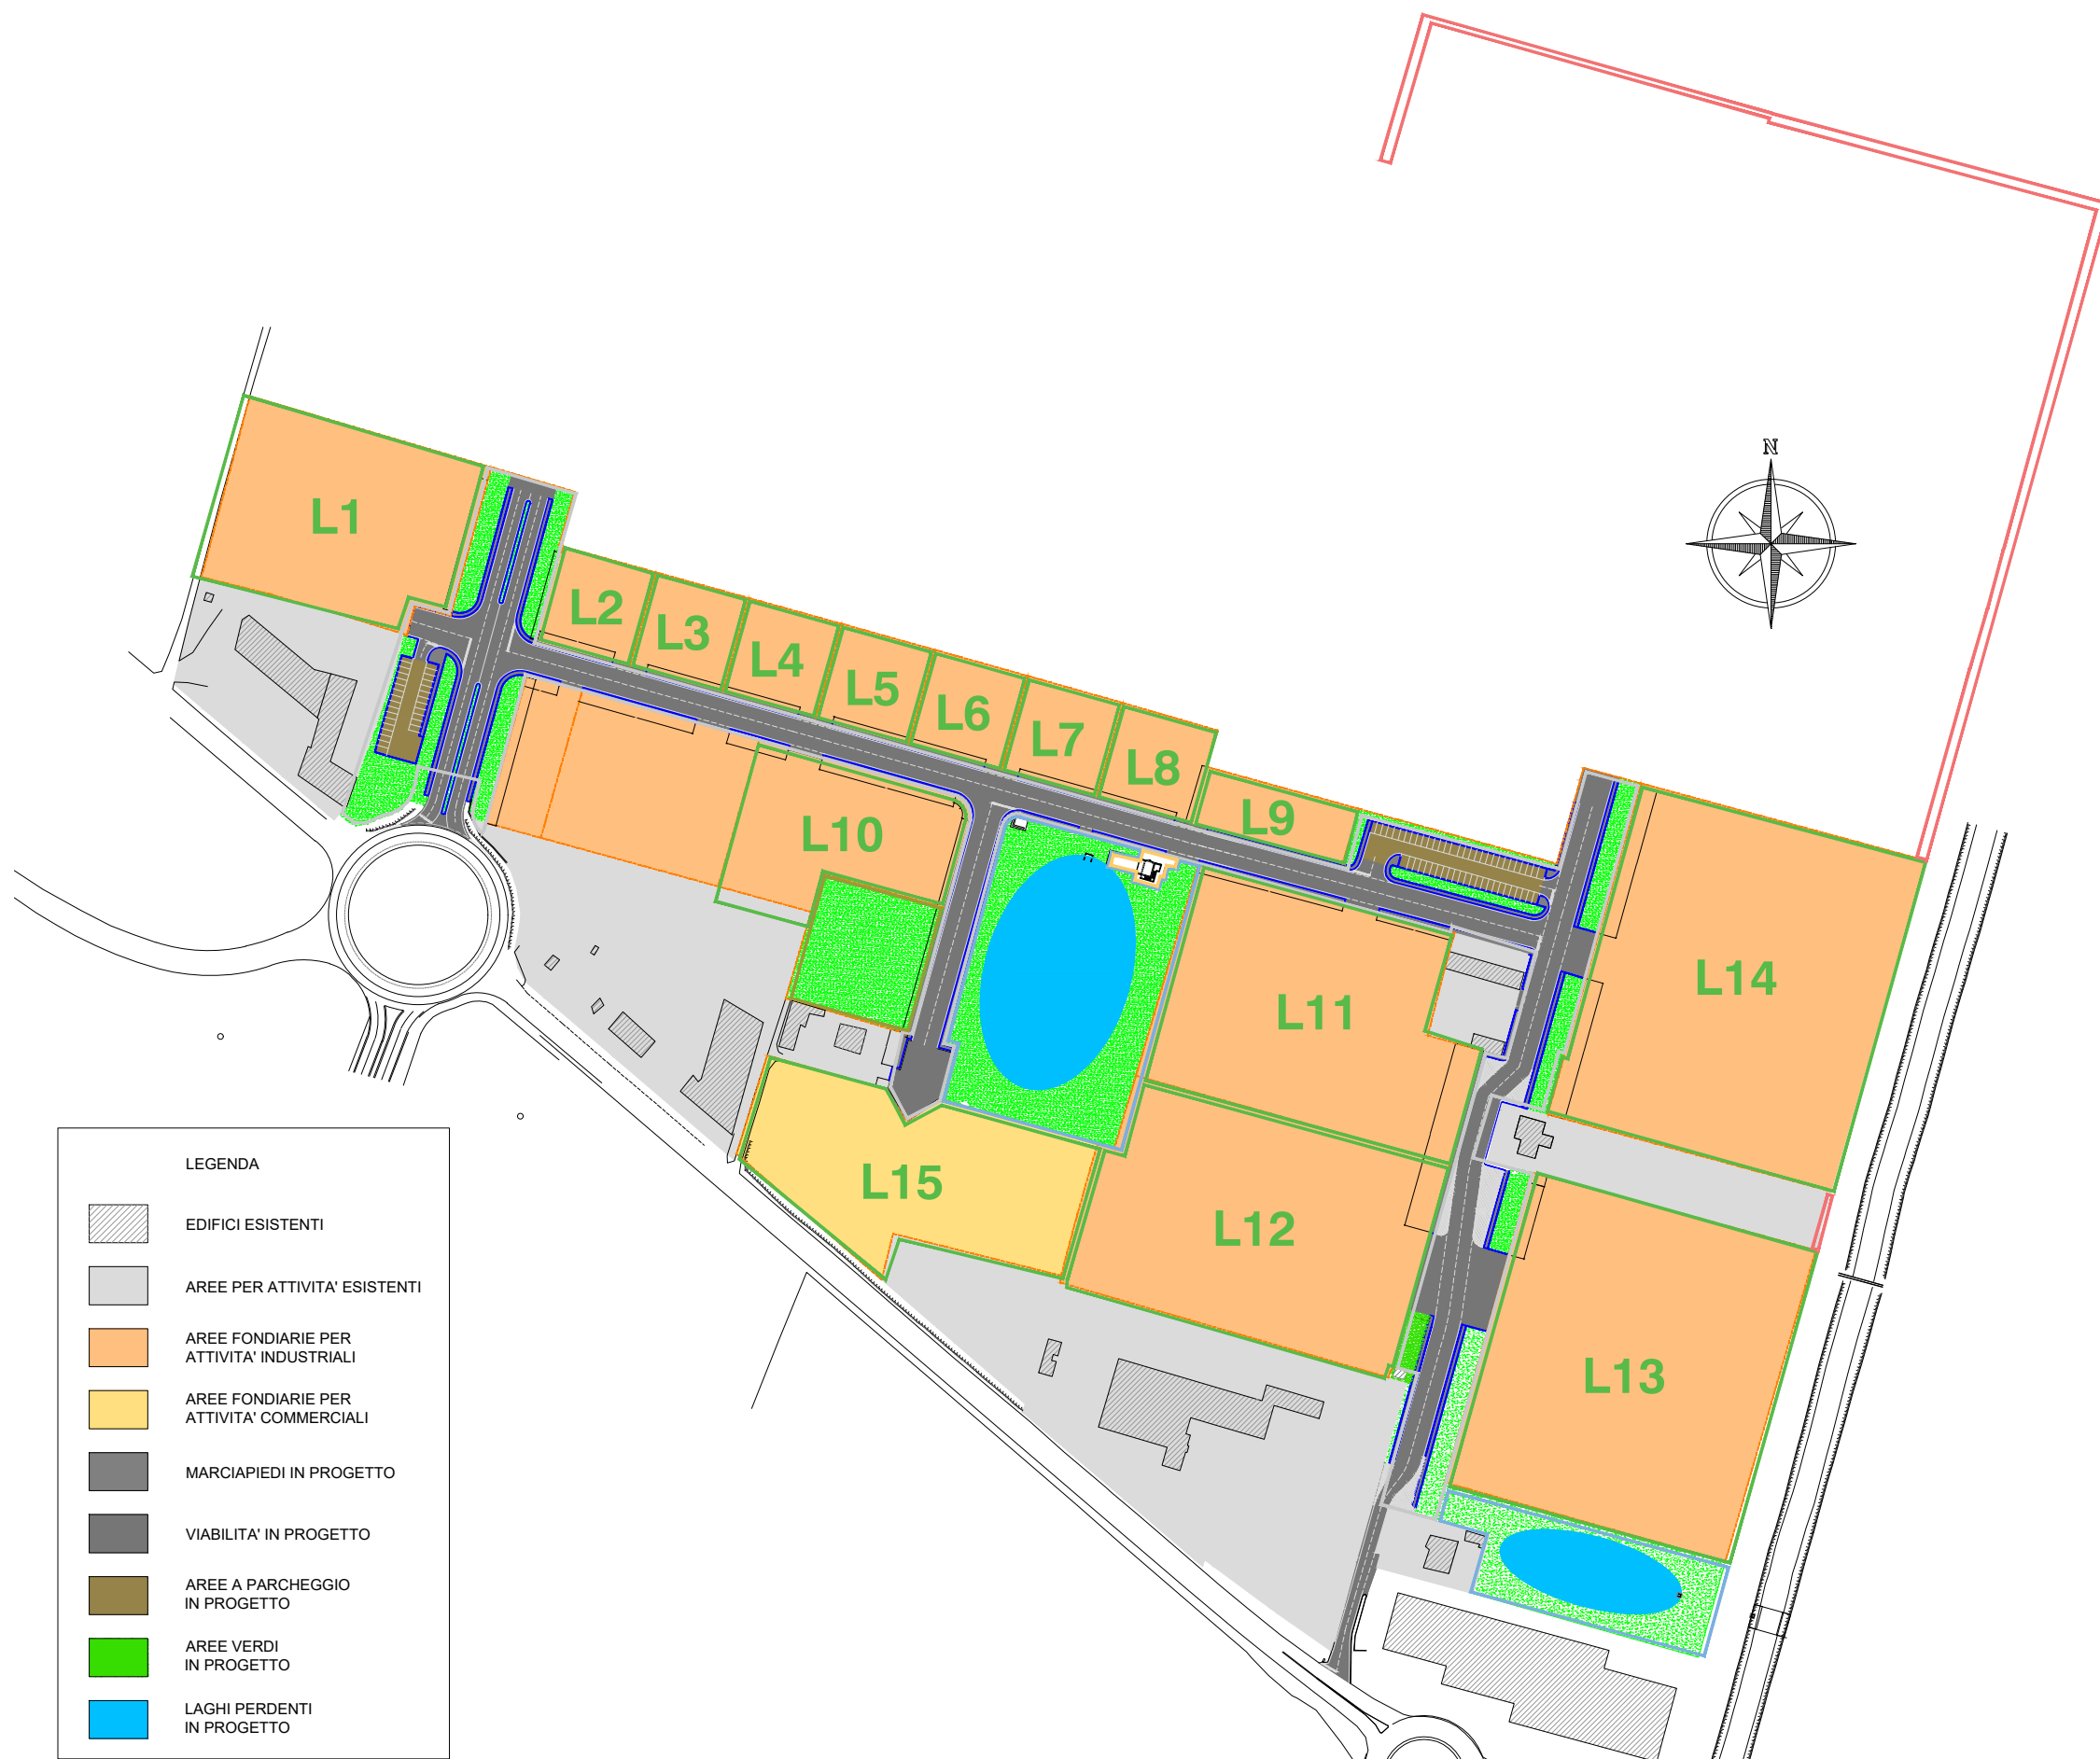 N
L1
L2
L3
L4
L5
L6
L7
L8
L9
L10
L11
L14
L15
L12
L13
LEGENDA
EDIFICI ESISTENTI
AREE PER ATTIVITA' ESISTENTI
AREE FONDIARIE PER
ATTIVITA' INDUSTRIALI
AREE FONDIARIE PER
ATTIVITA' COMMERCIALI
MARCIAPIEDI IN PROGETTO
VIABILITA' IN PROGETTO
AREE A PARCHEGGIO
IN PROGETTO
AREE VERDI
IN PROGETTO
LAGHI PERDENTI
IN PROGETTO